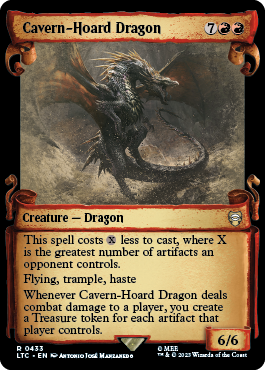 Cavern-Hoard Dragon 7
Creature — Dragon
This spell costs X less to cast, where X
is the greatest number of artifacts an
opponent controls.
Flying, trample, haste
Whenever Cavern-Hoard Dragon deals
combat damage to a player, you create
a Treasure token for each artifact that
player controls.
6/6
R 0433
LTC • EN Antonio José Manzanedo
© MEE
™ & © 2023 Wizards of the Coast